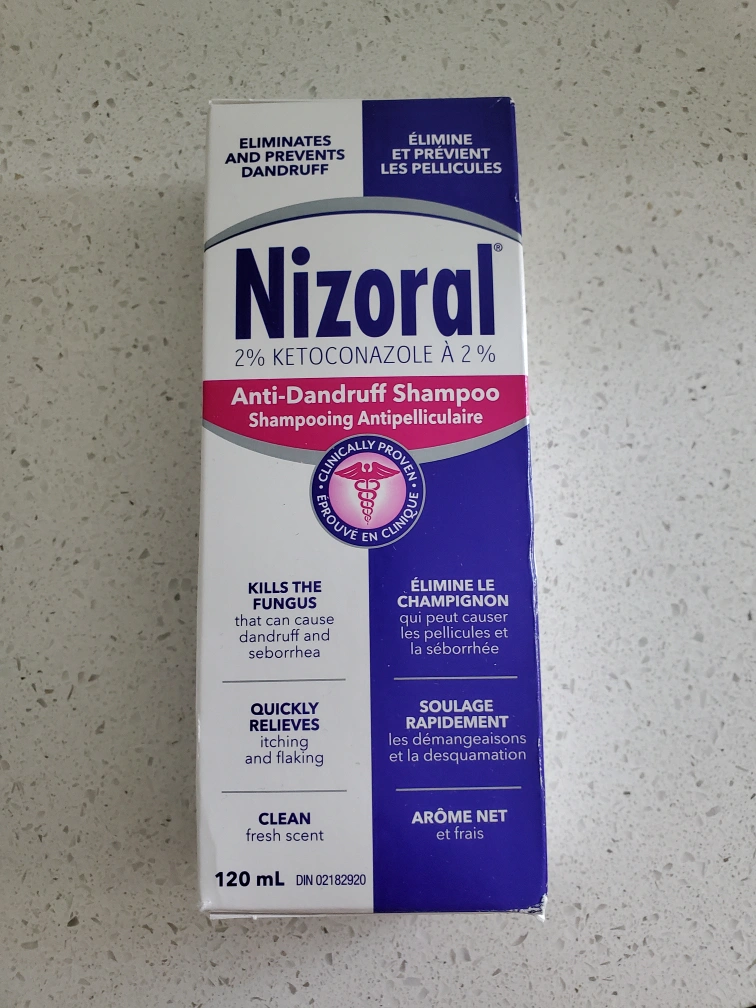 ELIMINATES
AND PREVENTS
DANDRUFF
ÉLIMINE
ET PRÉVIENT
LES PELLICULES
Nizoral®
2% KETOCONAZOLE À 2 %
Anti-Dandruff Shampoo
Shampooing Antipelliculaire
• CLINICALLY PROVEN •
ÉPROUVÉ EN CLINIQUE
KILLS THE
FUNGUS
that can cause
dandruff and
seborrhea
ÉLIMINE LE
CHAMPIGNON
qui peut causer
les pellicules et
la séborrhée
QUICKLY
RELIEVES
itching
and flaking
SOULAGE
RAPIDEMENT
les démangeaisons
et la desquamation
CLEAN
fresh scent
ARÔME NET
et frais
120 mL DIN 02182920